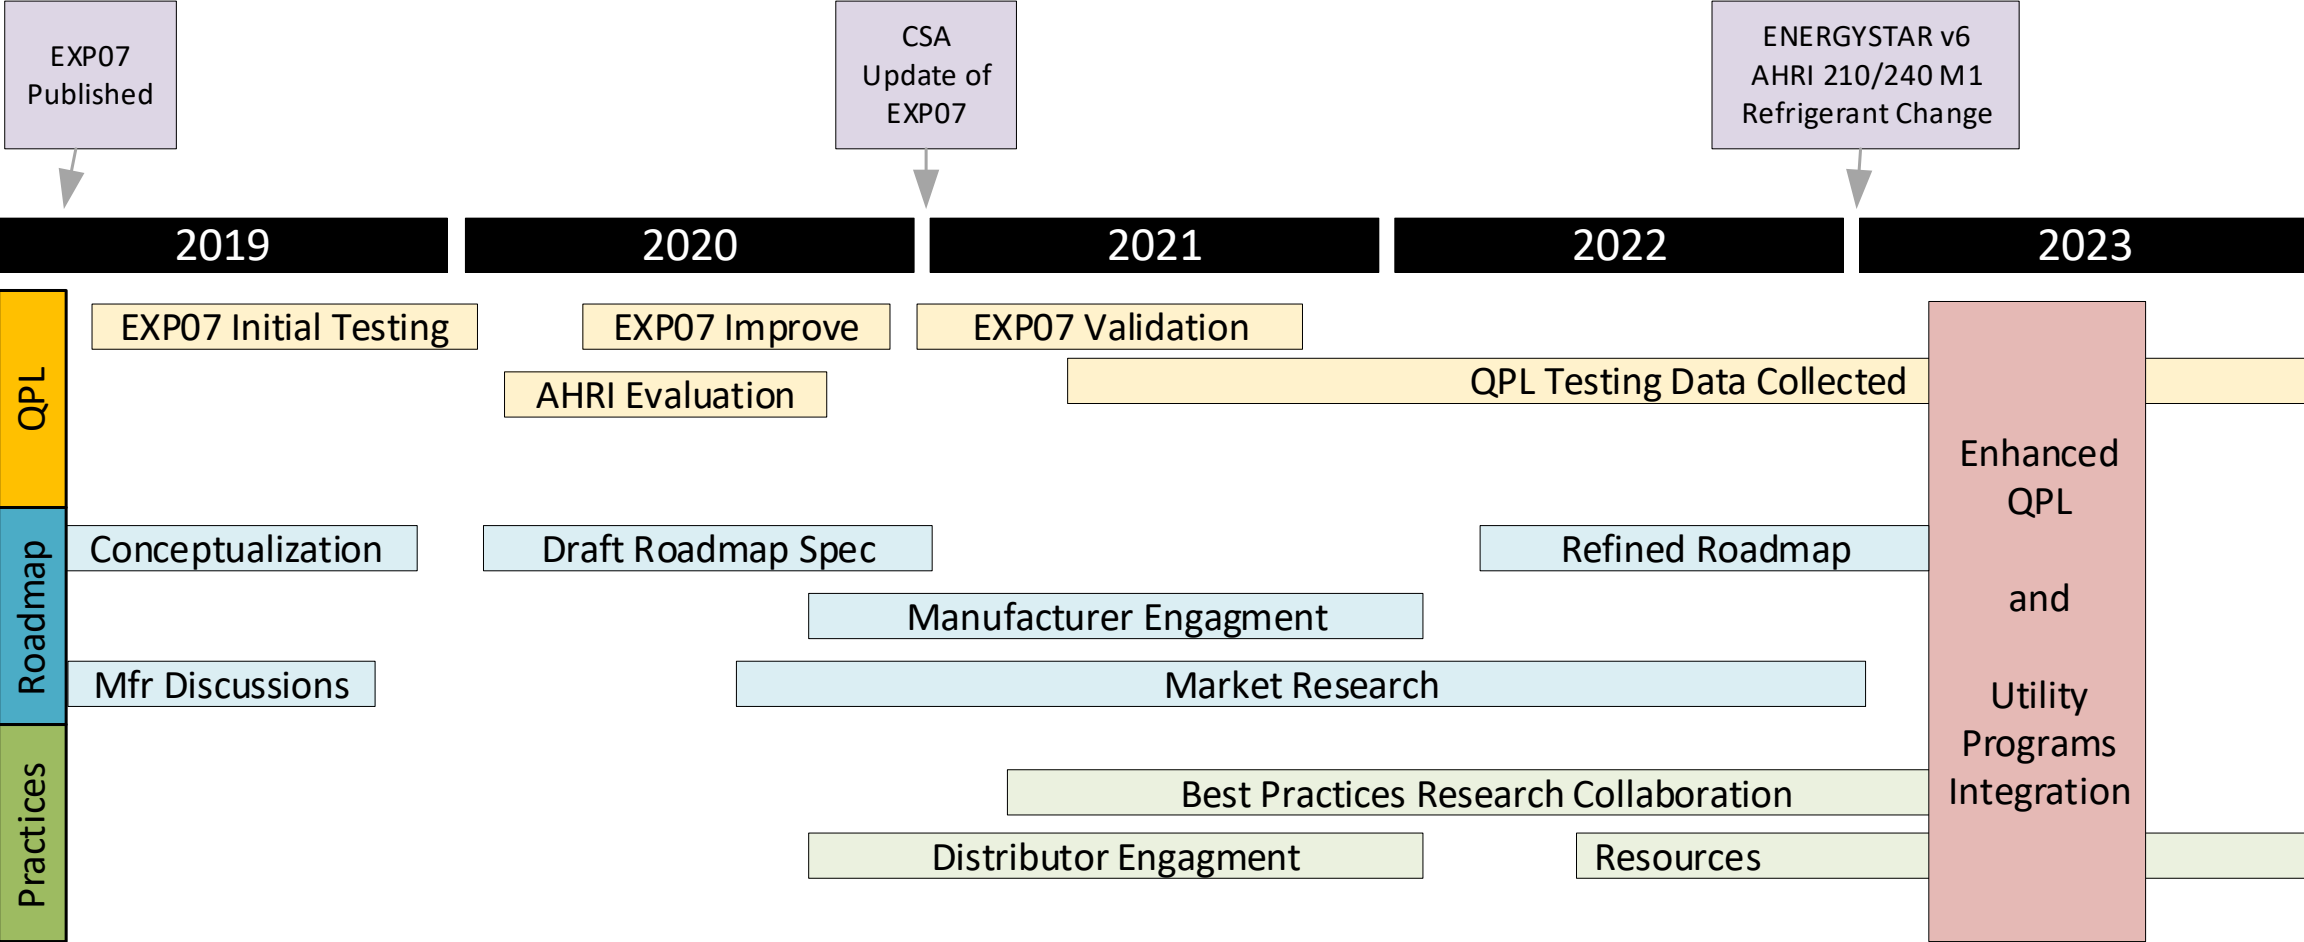 EXP07
Published
CSA
Update of
EXP07
ENERGYSTAR v6
AHRI 210/240 M1
Refrigerant Change
2019
2020
2021
2022
2023
QPL
EXP07 Initial Testing
EXP07 Improve
EXP07 Validation
QPL Testing Data Collected
AHRI Evaluation
Roadmap
Conceptualization
Draft Roadmap Spec
Refined Roadmap
Manufacturer Engagment
Mfr Discussions
Market Research
Practices
Best Practices Research Collaboration
Distributor Engagment
Resources
Enhanced
QPL
and
Utility
Programs
Integration